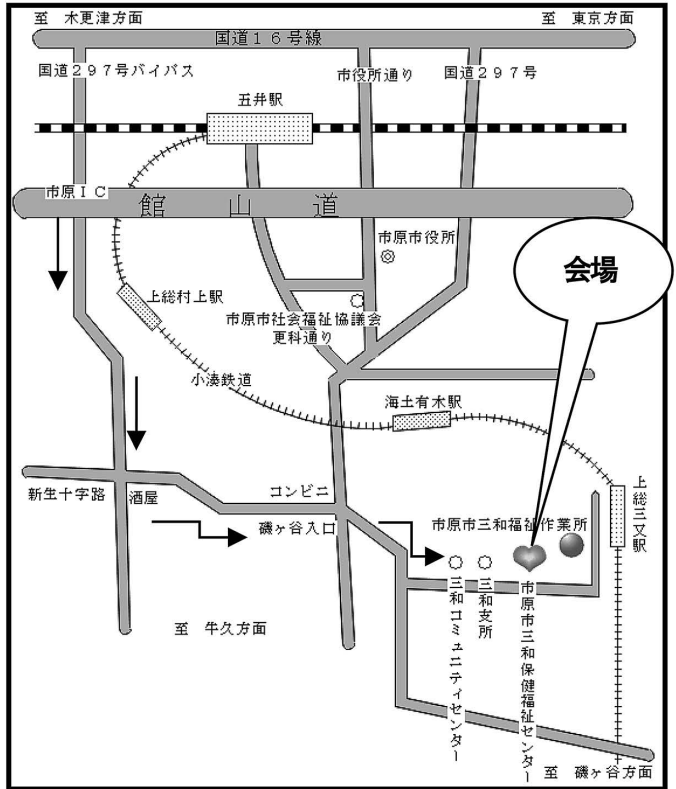 至　木更津方面
至　東京方面
国道１６号線
国道２９７号バイパス
市役所通り
国道２９７号
五井駅
市原ＩＣ
館山道
市原市役所
会場
上総村上駅
市原市社会福祉協議会
更科通り
小湊鉄道
海土有木駅
上総三又駅
新生十字路
酒屋
コンビニ
磯ヶ谷入口
市原市三和福祉作業所
三和コミュニティセンター
三和支所
市原市三和保健福祉センター
至　牛久方面
至　磯ヶ谷方面